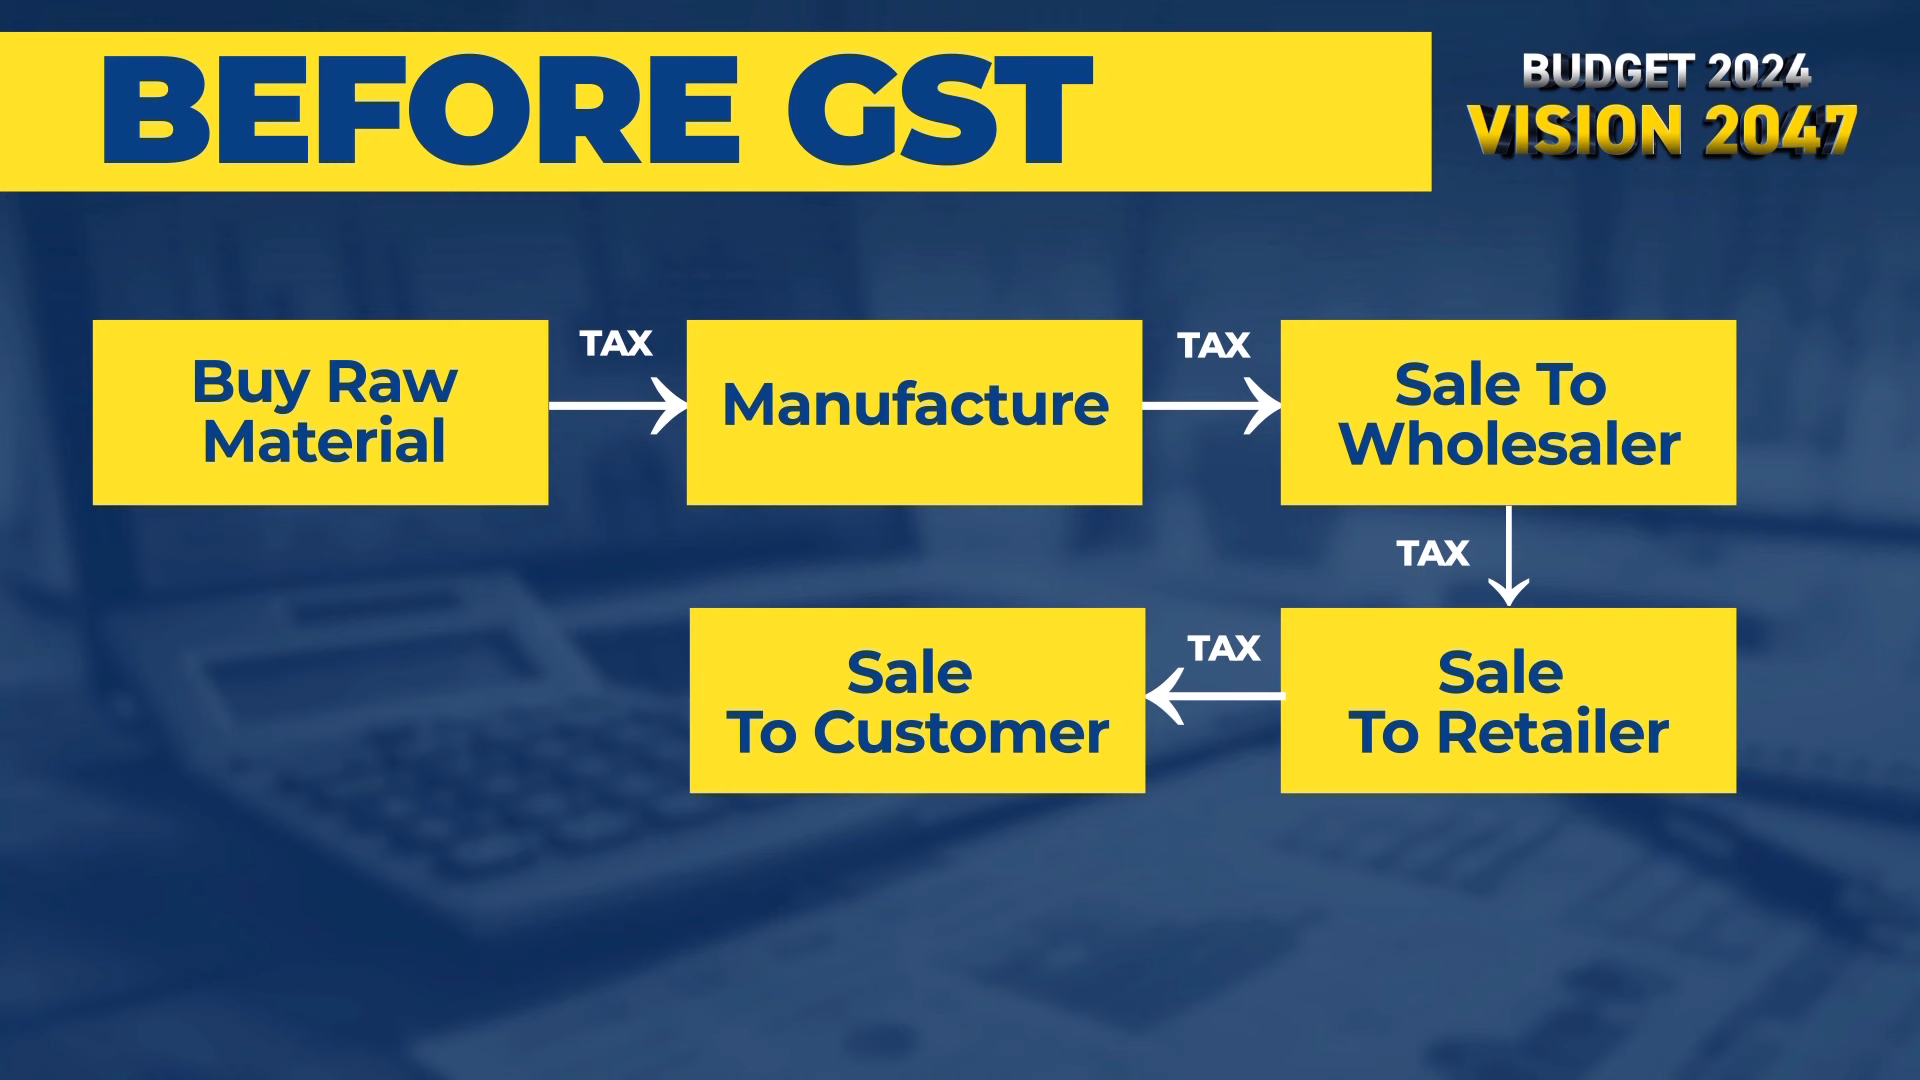 BEFORE GST
BUDGET 2024
VISION 2047
Buy Raw
Material
TAX
Manufacture
TAX
Sale To
Wholesaler
TAX
Sale
To Retailer
TAX
Sale
To Customer